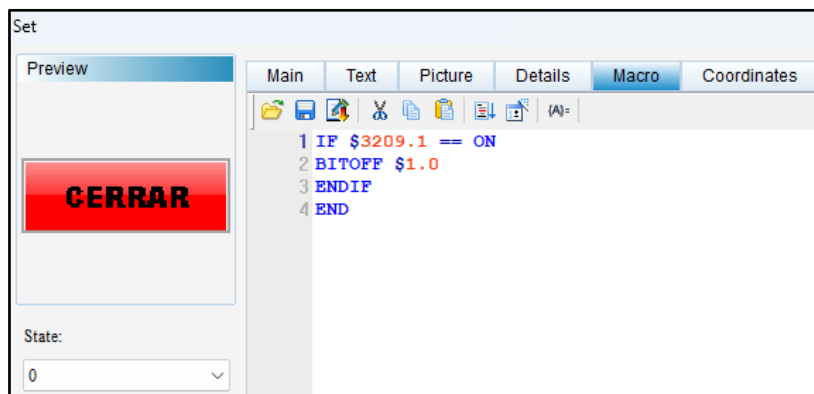 Set
Preview
Main Text Picture Details Macro Coordinates
{A}=
1 IF $3209.1 == ON
2 BITOFF $1.0
3 ENDIF
4 END
CERRAR
State:
0